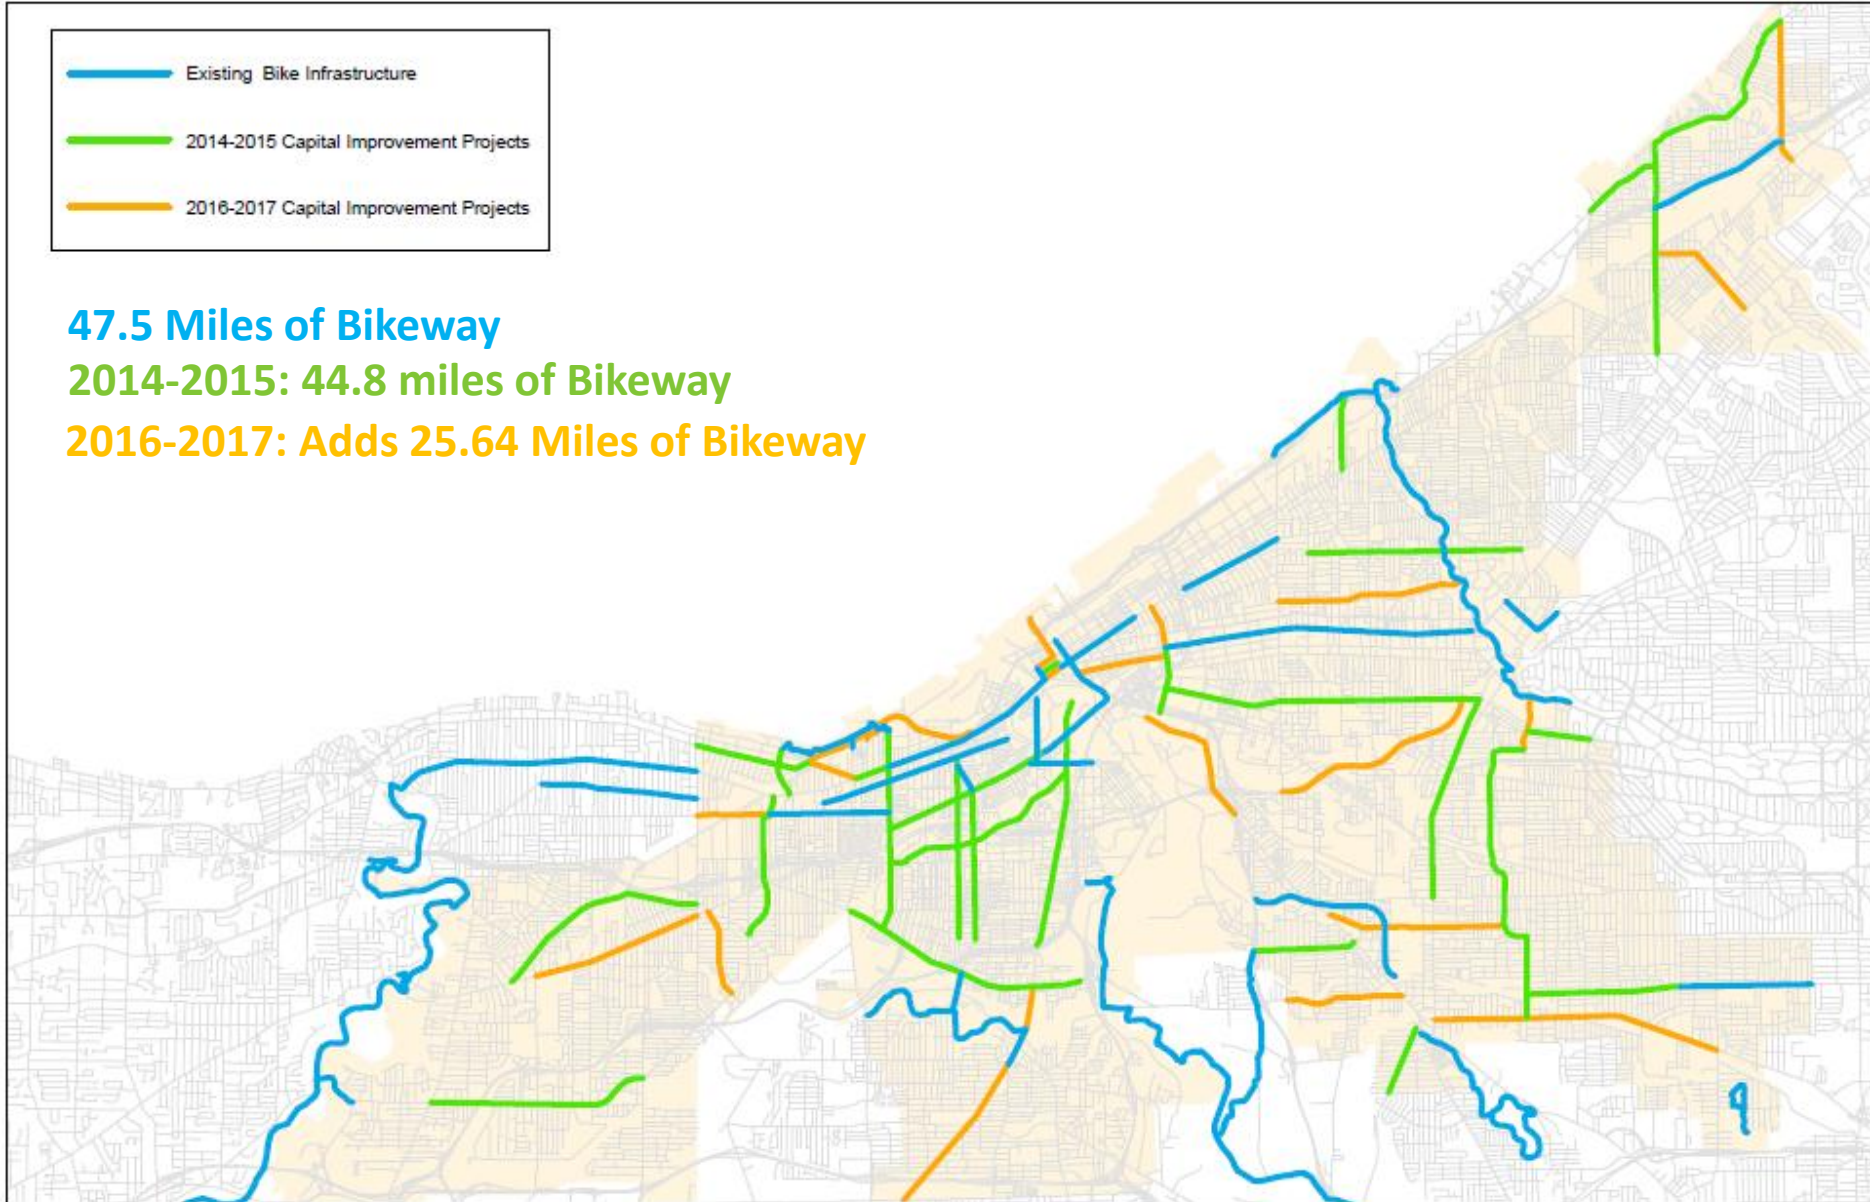 Existing Bike Infrastructure
2014-2015 Capital Improvement Projects
2016-2017 Capital Improvement Projects
47.5 Miles of Bikeway
2014-2015: 44.8 miles of Bikeway
2016-2017: Adds 25.64 Miles of Bikeway